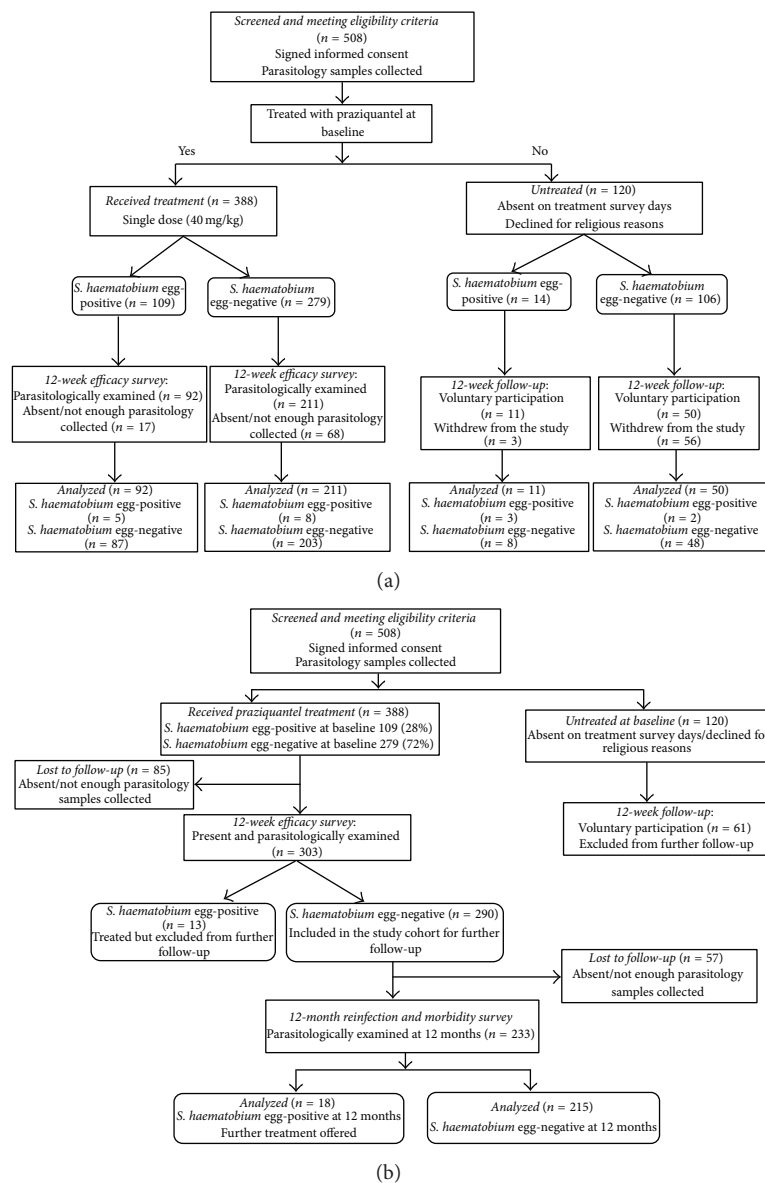 Screened and meeting eligibility criteria
(n = 508)
Signed informed consent
Parasitology samples collected
Treated with praziquantel at
baseline
Yes
No
Received treatment (n = 388)
Single dose (40 mg/kg)
Untreated (n = 120)
Absent on treatment survey days
Declined for religious reasons
S. haematobium egg-
positive (n = 109)
S. haematobium
egg-negative (n = 279)
S. haematobium egg-
positive (n = 14)
S. haematobium
egg-negative (n = 106)
12-week efficacy survey:
Parasitologically examined (n = 92)
Absent/not enough parasitology
collected (n = 17)
12-week efficacy survey:
Parasitologically examined
(n = 211)
Absent/not enough parasitology
collected (n = 68)
12-week follow-up:
Voluntary participation
(n = 11)
Withdrew from the study
(n = 3)
12-week follow-up:
Voluntary participation
(n = 50)
Withdrew from the study
(n = 56)
Analyzed (n = 92)
S. haematobium egg-positive
(n = 5)
S. haematobium egg-negative
(n = 87)
Analyzed (n = 211)
S. haematobium egg-positive
(n = 8)
S. haematobium egg-negative
(n = 203)
Analyzed (n = 11)
S. haematobium egg-positive
(n = 3)
S. haematobium egg-negative
(n = 8)
Analyzed (n = 50)
S. haematobium egg-positive
(n = 2)
S. haematobium egg-negative
(n = 48)
(a)
Screened and meeting eligibility criteria
(n = 508)
Signed informed consent
Parasitology samples collected
Received praziquantel treatment (n = 388)
S. haematobium egg-positive at baseline 109 (28%)
S. haematobium egg-negative at baseline 279 (72%)
Untreated at baseline (n = 120)
Absent on treatment survey days/declined for
religious reasons
Lost to follow-up (n = 85)
Absent/not enough parasitology
samples collected
12-week efficacy survey:
Present and parasitologically examined
(n = 303)
12-week follow-up:
Voluntary participation (n = 61)
Excluded from further follow-up
S. haematobium egg-positive
(n = 13)
Treated but excluded from further
follow-up
S. haematobium egg-negative (n = 290)
Included in the study cohort for further
follow-up
Lost to follow-up (n = 57)
Absent/not enough parasitology
samples collected
12-month reinfection and morbidity survey
Parasitologically examined at 12 months (n = 233)
Analyzed (n = 18)
S. haematobium egg-positive at 12 months
Further treatment offered
Analyzed (n = 215)
S. haematobium egg-negative at 12 months
(b)